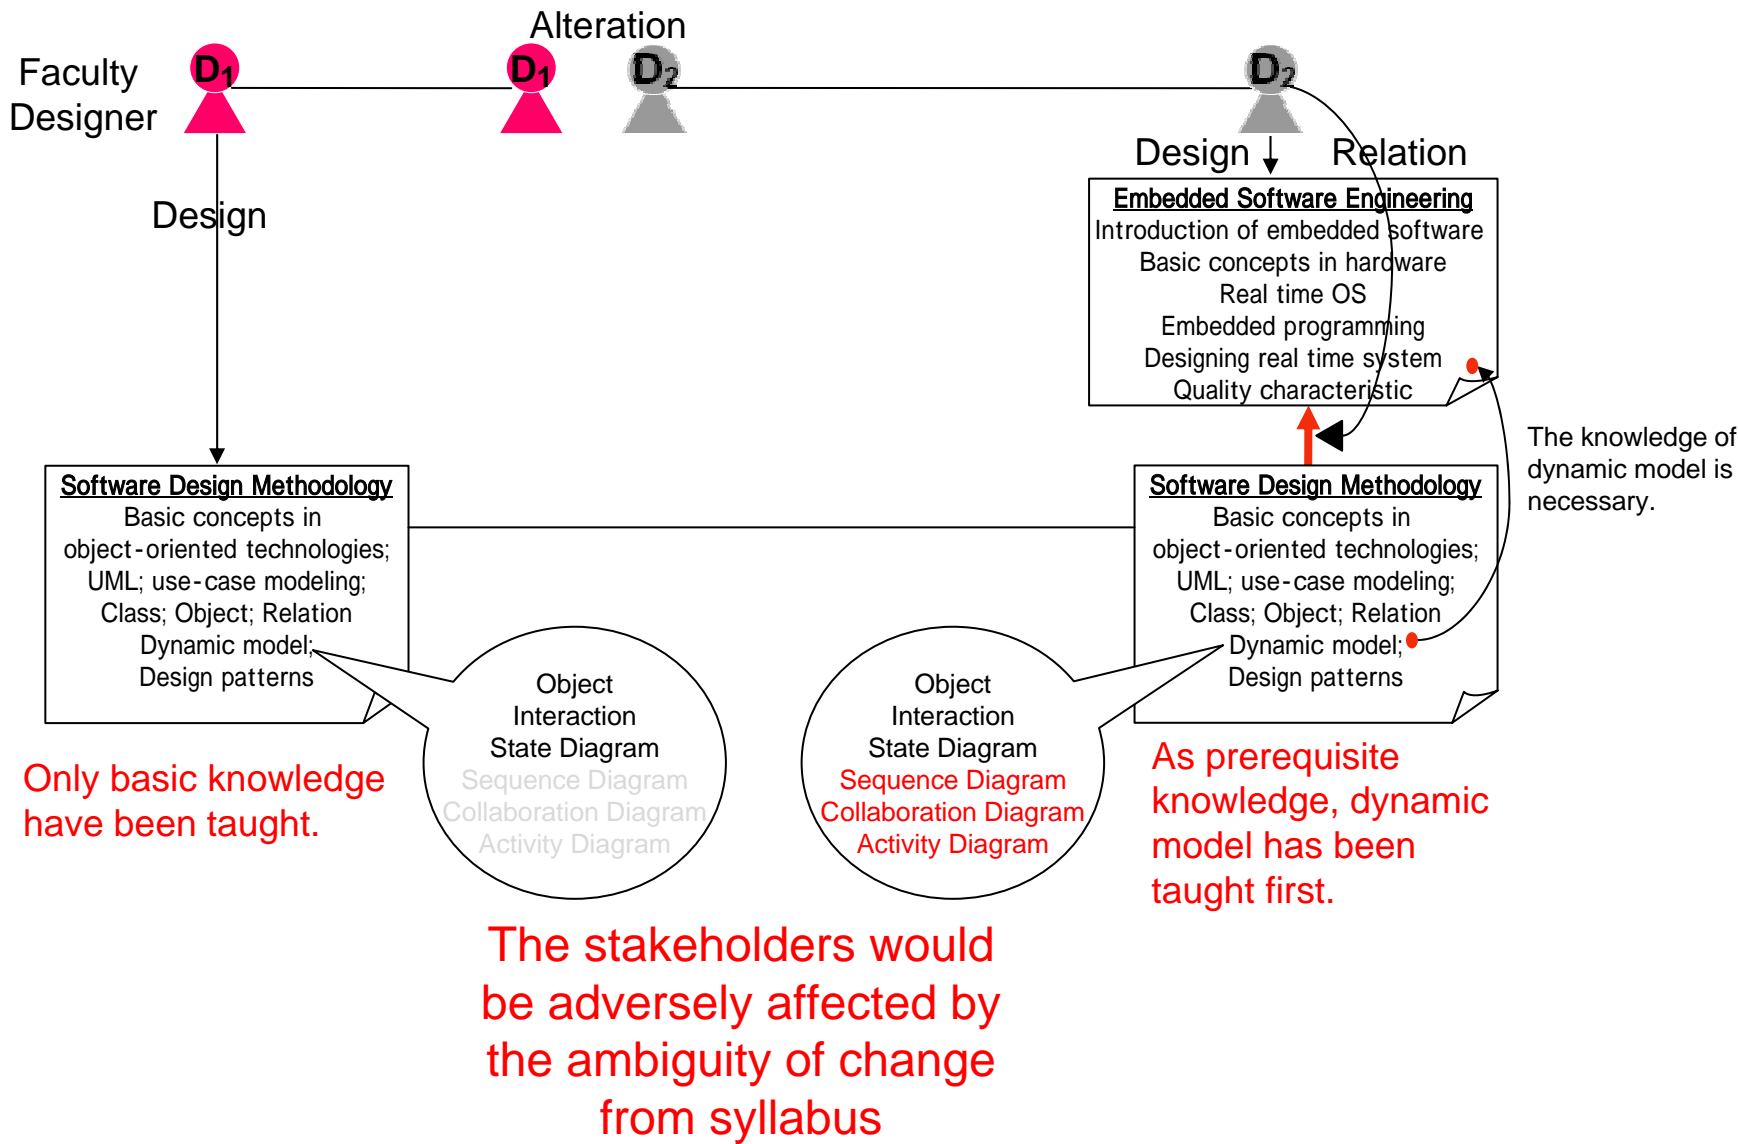 Alteration
Faculty
Designer
D1
D1
D2
D2
Design
Design
Relation
Embedded Software Engineering
Introduction of embedded software
Basic concepts in hardware
Real time OS
Embedded programming
Designing real time system
Quality characteristic
The knowledge of
dynamic model is
necessary.
Software Design Methodology
Basic concepts in
object-oriented technologies;
UML; use-case modeling;
Class; Object; Relation
Dynamic model;
Design patterns
Software Design Methodology
Basic concepts in
object-oriented technologies;
UML; use-case modeling;
Class; Object; Relation
Dynamic model;
Design patterns
Object
Interaction
State Diagram
Sequence Diagram
Collaboration Diagram
Activity Diagram
Object
Interaction
State Diagram
Sequence Diagram
Collaboration Diagram
Activity Diagram
Only basic knowledge
have been taught.
As prerequisite
knowledge, dynamic
model has been
taught first.
The stakeholders would
be adversely affected by
the ambiguity of change
from syllabus